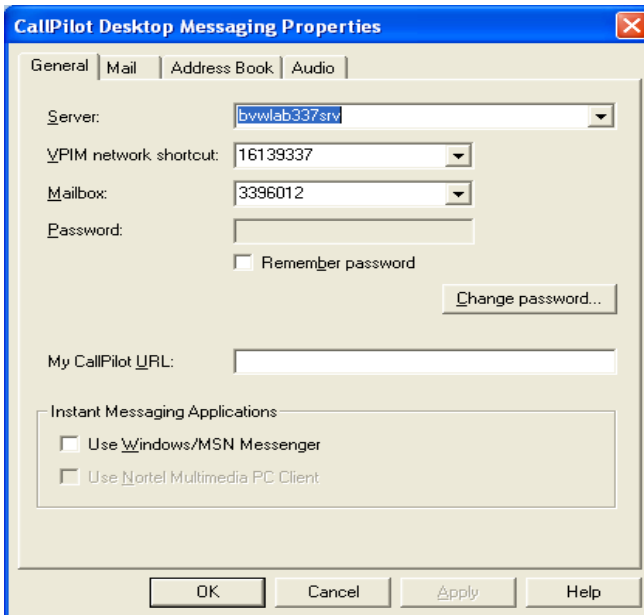 CallPilot Desktop Messaging Properties
General Mail Address Book Audio
Server: bvwlab337srv
VPIM network shortcut: 16139337
Mailbox: 3396012
Password:
Remember password
Change password...
My CallPilot URL:
Instant Messaging Applications
Use Windows/MSN Messenger
Use Nortel Multimedia PC Client
OK Cancel Apply Help